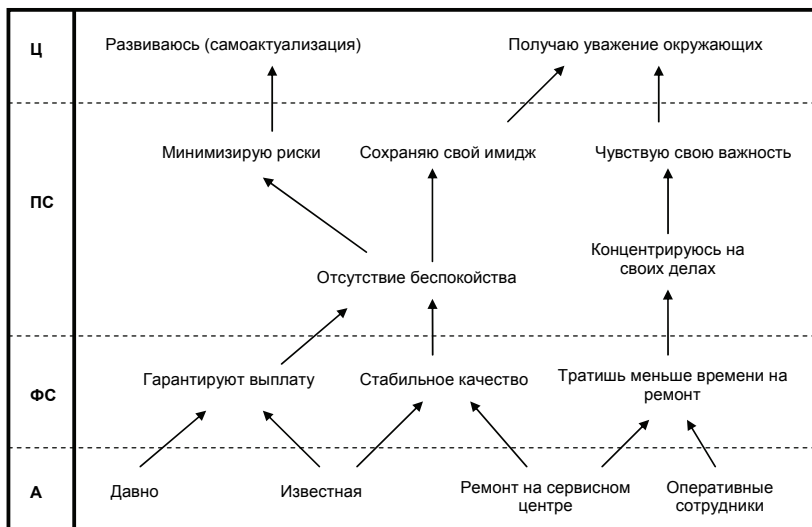 Ц
Развиваюсь (самоактуализация)
Получаю уважение окружающих
ПС
Минимизирую риски
Сохраняю свой имидж
Чувствую свою важность
Концентрируюсь на
своих делах
Отсутствие беспокойства
ФС
Гарантируют выплату
Стабильное качество
Тратишь меньше времени на
ремонт
А
Давно
Известная
Ремонт на сервисном
центре
Оперативные
сотрудники